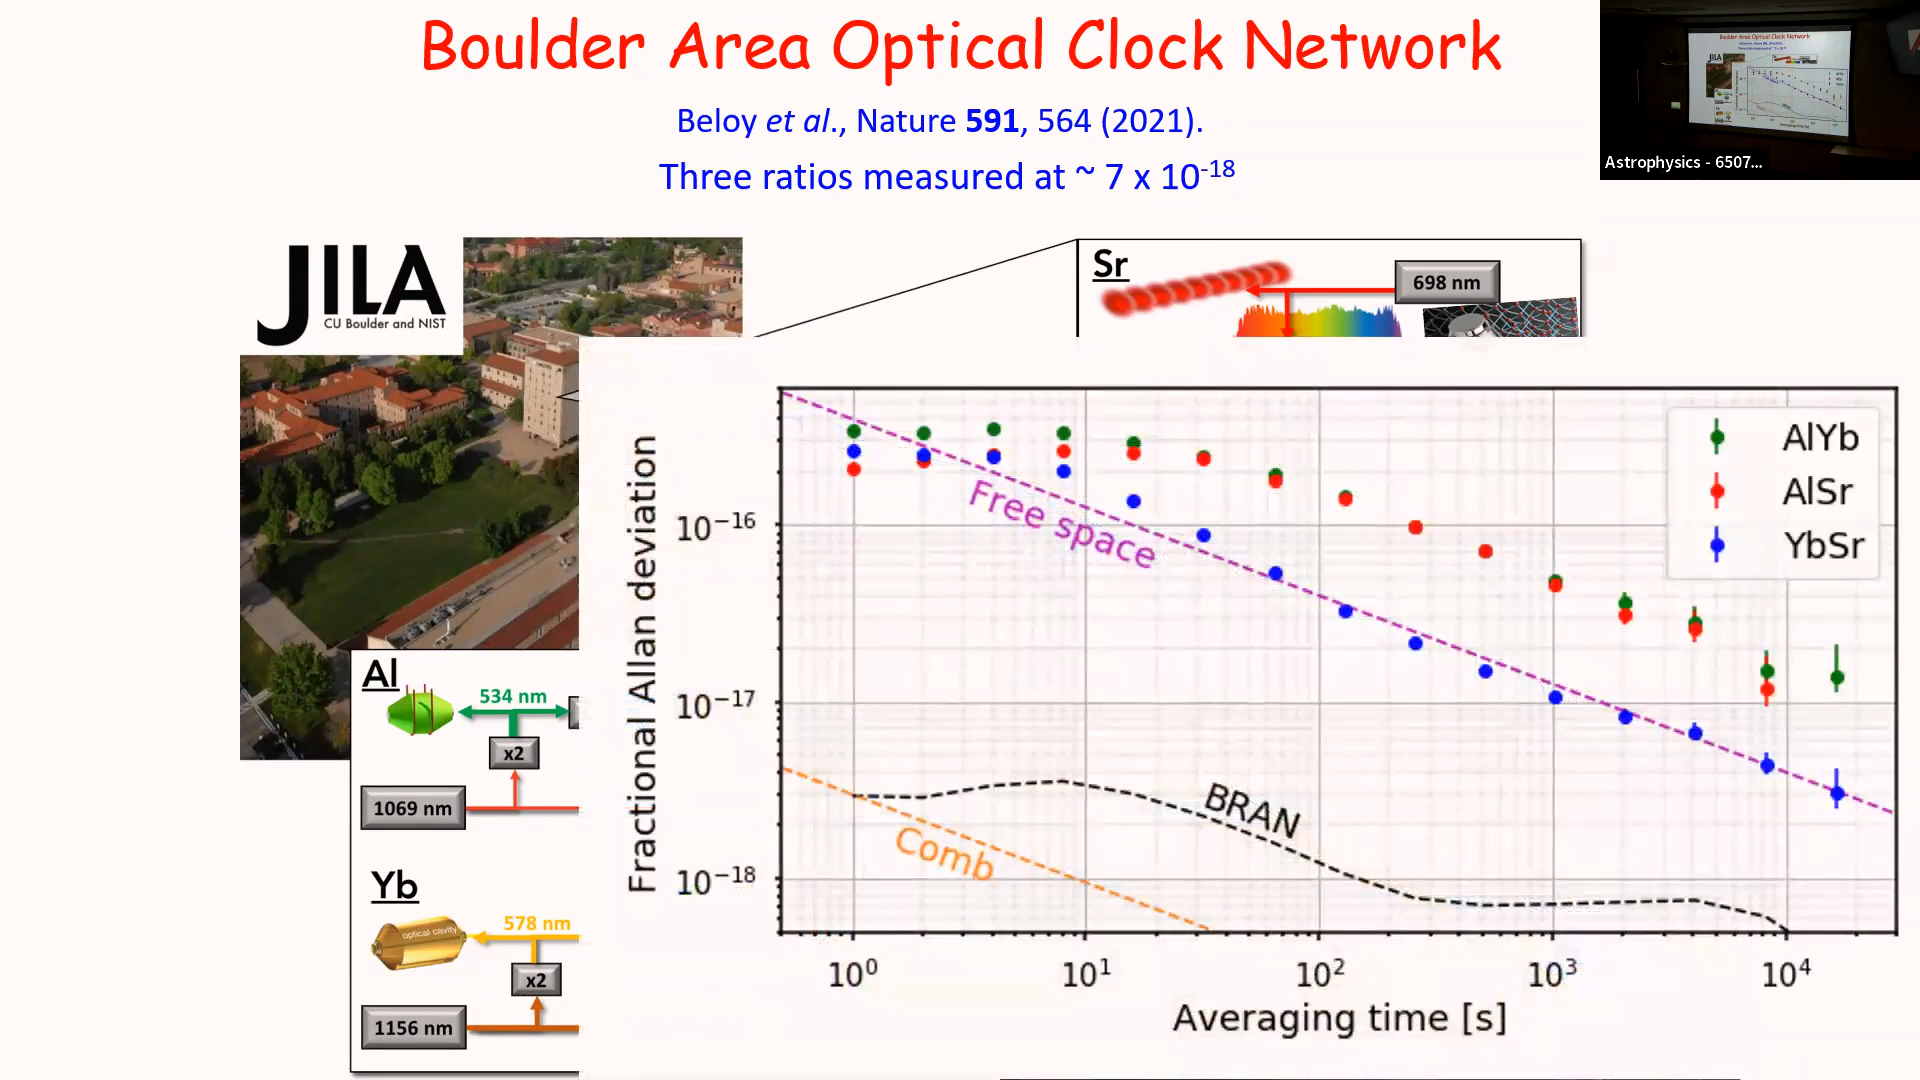 Boulder Area Optical Clock Network
Beloy et al., Nature 591, 564 (2021).
Three ratios measured at ~ 7 x 10⁻¹⁸
Astrophysics - 6507...
JILA
CU Boulder and NIST
Sr
698 nm
Al
534 nm
x2
1069 nm
Yb
optical cavity
578 nm
x2
1156 nm
Fractional Allan deviation
10⁻¹⁶
10⁻¹⁷
10⁻¹⁸
Free space
BRAN
Comb
AlYb
AlSr
YbSr
10⁰
10¹
10²
10³
10⁴
Averaging time [s]